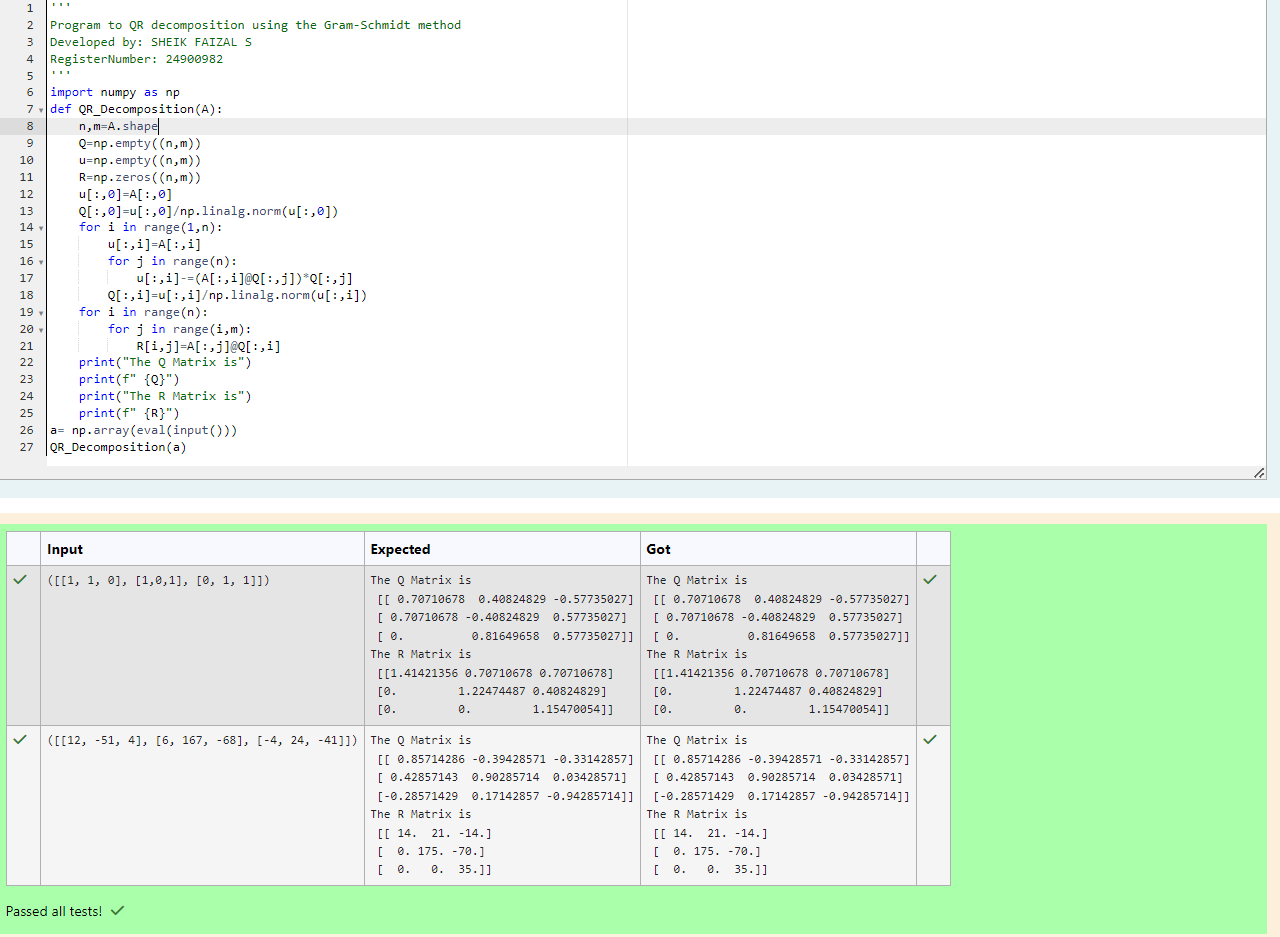 1 '''
2 Program to QR decomposition using the Gram-Schmidt method
3 Developed by: SHEIK FAIZAL S
4 RegisterNumber: 24900982
5 '''
6 import numpy as np
7 def QR_Decomposition(A):
8     n,m=A.shape
9     Q=np.empty((n,m))
10     u=np.empty((n,m))
11     R=np.zeros((n,m))
12     u[:,0]=A[:,0]
13     Q[:,0]=u[:,0]/np.linalg.norm(u[:,0])
14     for i in range(1,n):
15         u[:,i]=A[:,i]
16         for j in range(n):
17             u[:,i]-=(A[:,i]@Q[:,j])*Q[:,j]
18         Q[:,i]=u[:,i]/np.linalg.norm(u[:,i])
19     for i in range(n):
20         for j in range(i,m):
21             R[i,j]=A[:,j]@Q[:,i]
22     print("The Q Matrix is")
23     print(f" {Q}")
24     print("The R Matrix is")
25     print(f" {R}")
26 a= np.array(eval(input()))
27 QR_Decomposition(a)
Input Expected Got
([[1, 1, 0], [1,0,1], [0, 1, 1]]) The Q Matrix is The Q Matrix is
[[ 0.70710678  0.40824829 -0.57735027] [[ 0.70710678  0.40824829 -0.57735027]
[ 0.70710678 -0.40824829  0.57735027] [ 0.70710678 -0.40824829  0.57735027]
[ 0.          0.81649658  0.57735027]] [ 0.          0.81649658  0.57735027]]
The R Matrix is The R Matrix is
[[1.41421356 0.70710678 0.70710678] [[1.41421356 0.70710678 0.70710678]
[0.         1.22474487 0.40824829] [0.         1.22474487 0.40824829]
[0.         0.         1.15470054]] [0.         0.         1.15470054]]
([[12, -51, 4], [6, 167, -68], [-4, 24, -41]]) The Q Matrix is The Q Matrix is
[[ 0.85714286 -0.39428571 -0.33142857] [[ 0.85714286 -0.39428571 -0.33142857]
[ 0.42857143  0.90285714  0.03428571] [ 0.42857143  0.90285714  0.03428571]
[-0.28571429  0.17142857 -0.94285714]] [-0.28571429  0.17142857 -0.94285714]]
The R Matrix is The R Matrix is
[[ 14.  21. -14.] [[ 14.  21. -14.]
[  0. 175. -70.] [  0. 175. -70.]
[  0.   0.  35.]] [  0.   0.  35.]]
Passed all tests!